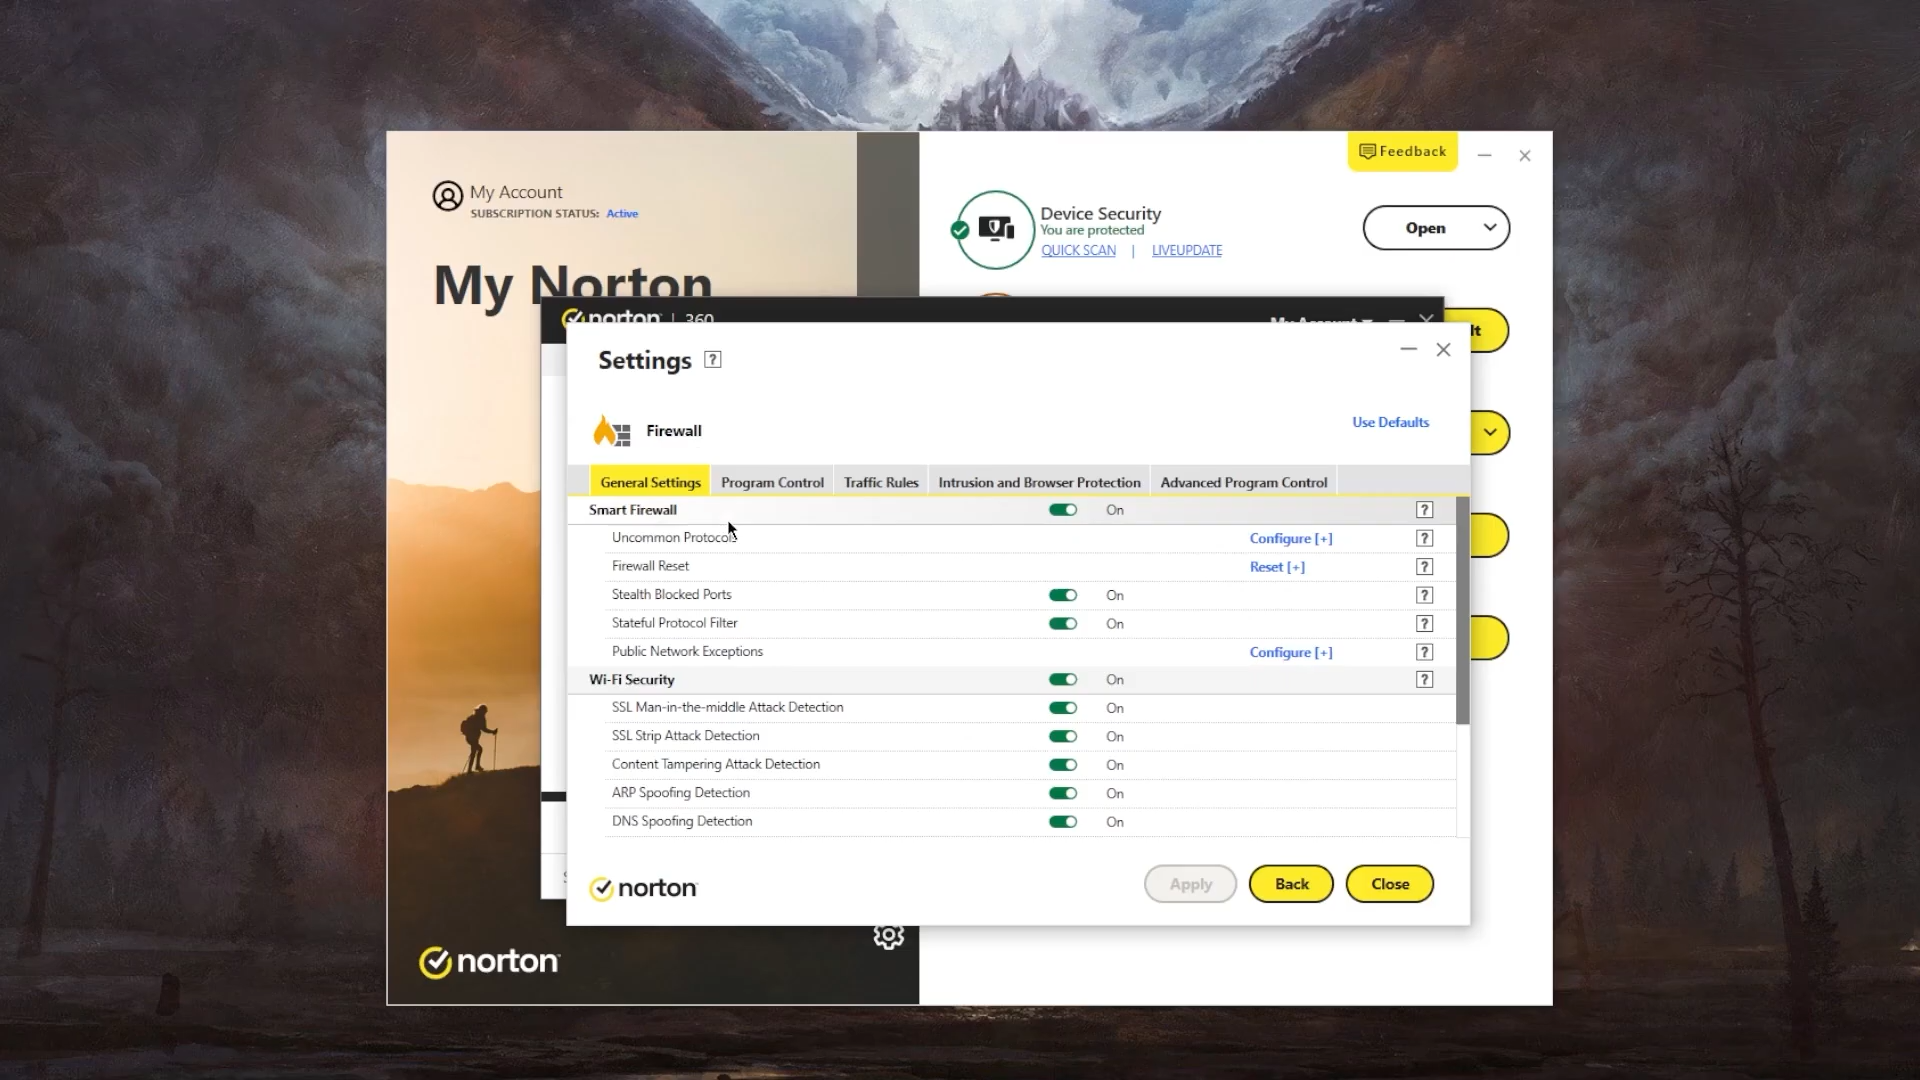 My Account
SUBSCRIPTION STATUS: Active
My Norton
Feedback
Device Security
You are protected
QUICK SCAN | LIVEUPDATE
Open
norton | 360
My Account
lt
Settings ?
Firewall
Use Defaults
General Settings
Program Control
Traffic Rules
Intrusion and Browser Protection
Advanced Program Control
Smart Firewall On ?
Uncommon Protocols Configure [+] ?
Firewall Reset Reset [+] ?
Stealth Blocked Ports On ?
Stateful Protocol Filter On ?
Public Network Exceptions Configure [+] ?
Wi-Fi Security On ?
SSL Man-in-the-middle Attack Detection On
SSL Strip Attack Detection On
Content Tampering Attack Detection On
ARP Spoofing Detection On
DNS Spoofing Detection On
norton
Apply
Back
Close
norton